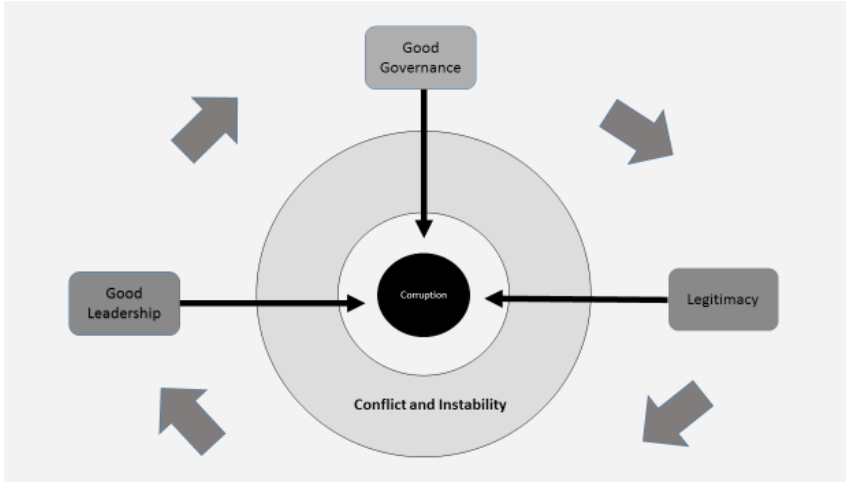 Good
Governance
Good
Leadership
Corruption
Legitimacy
Conflict and Instability